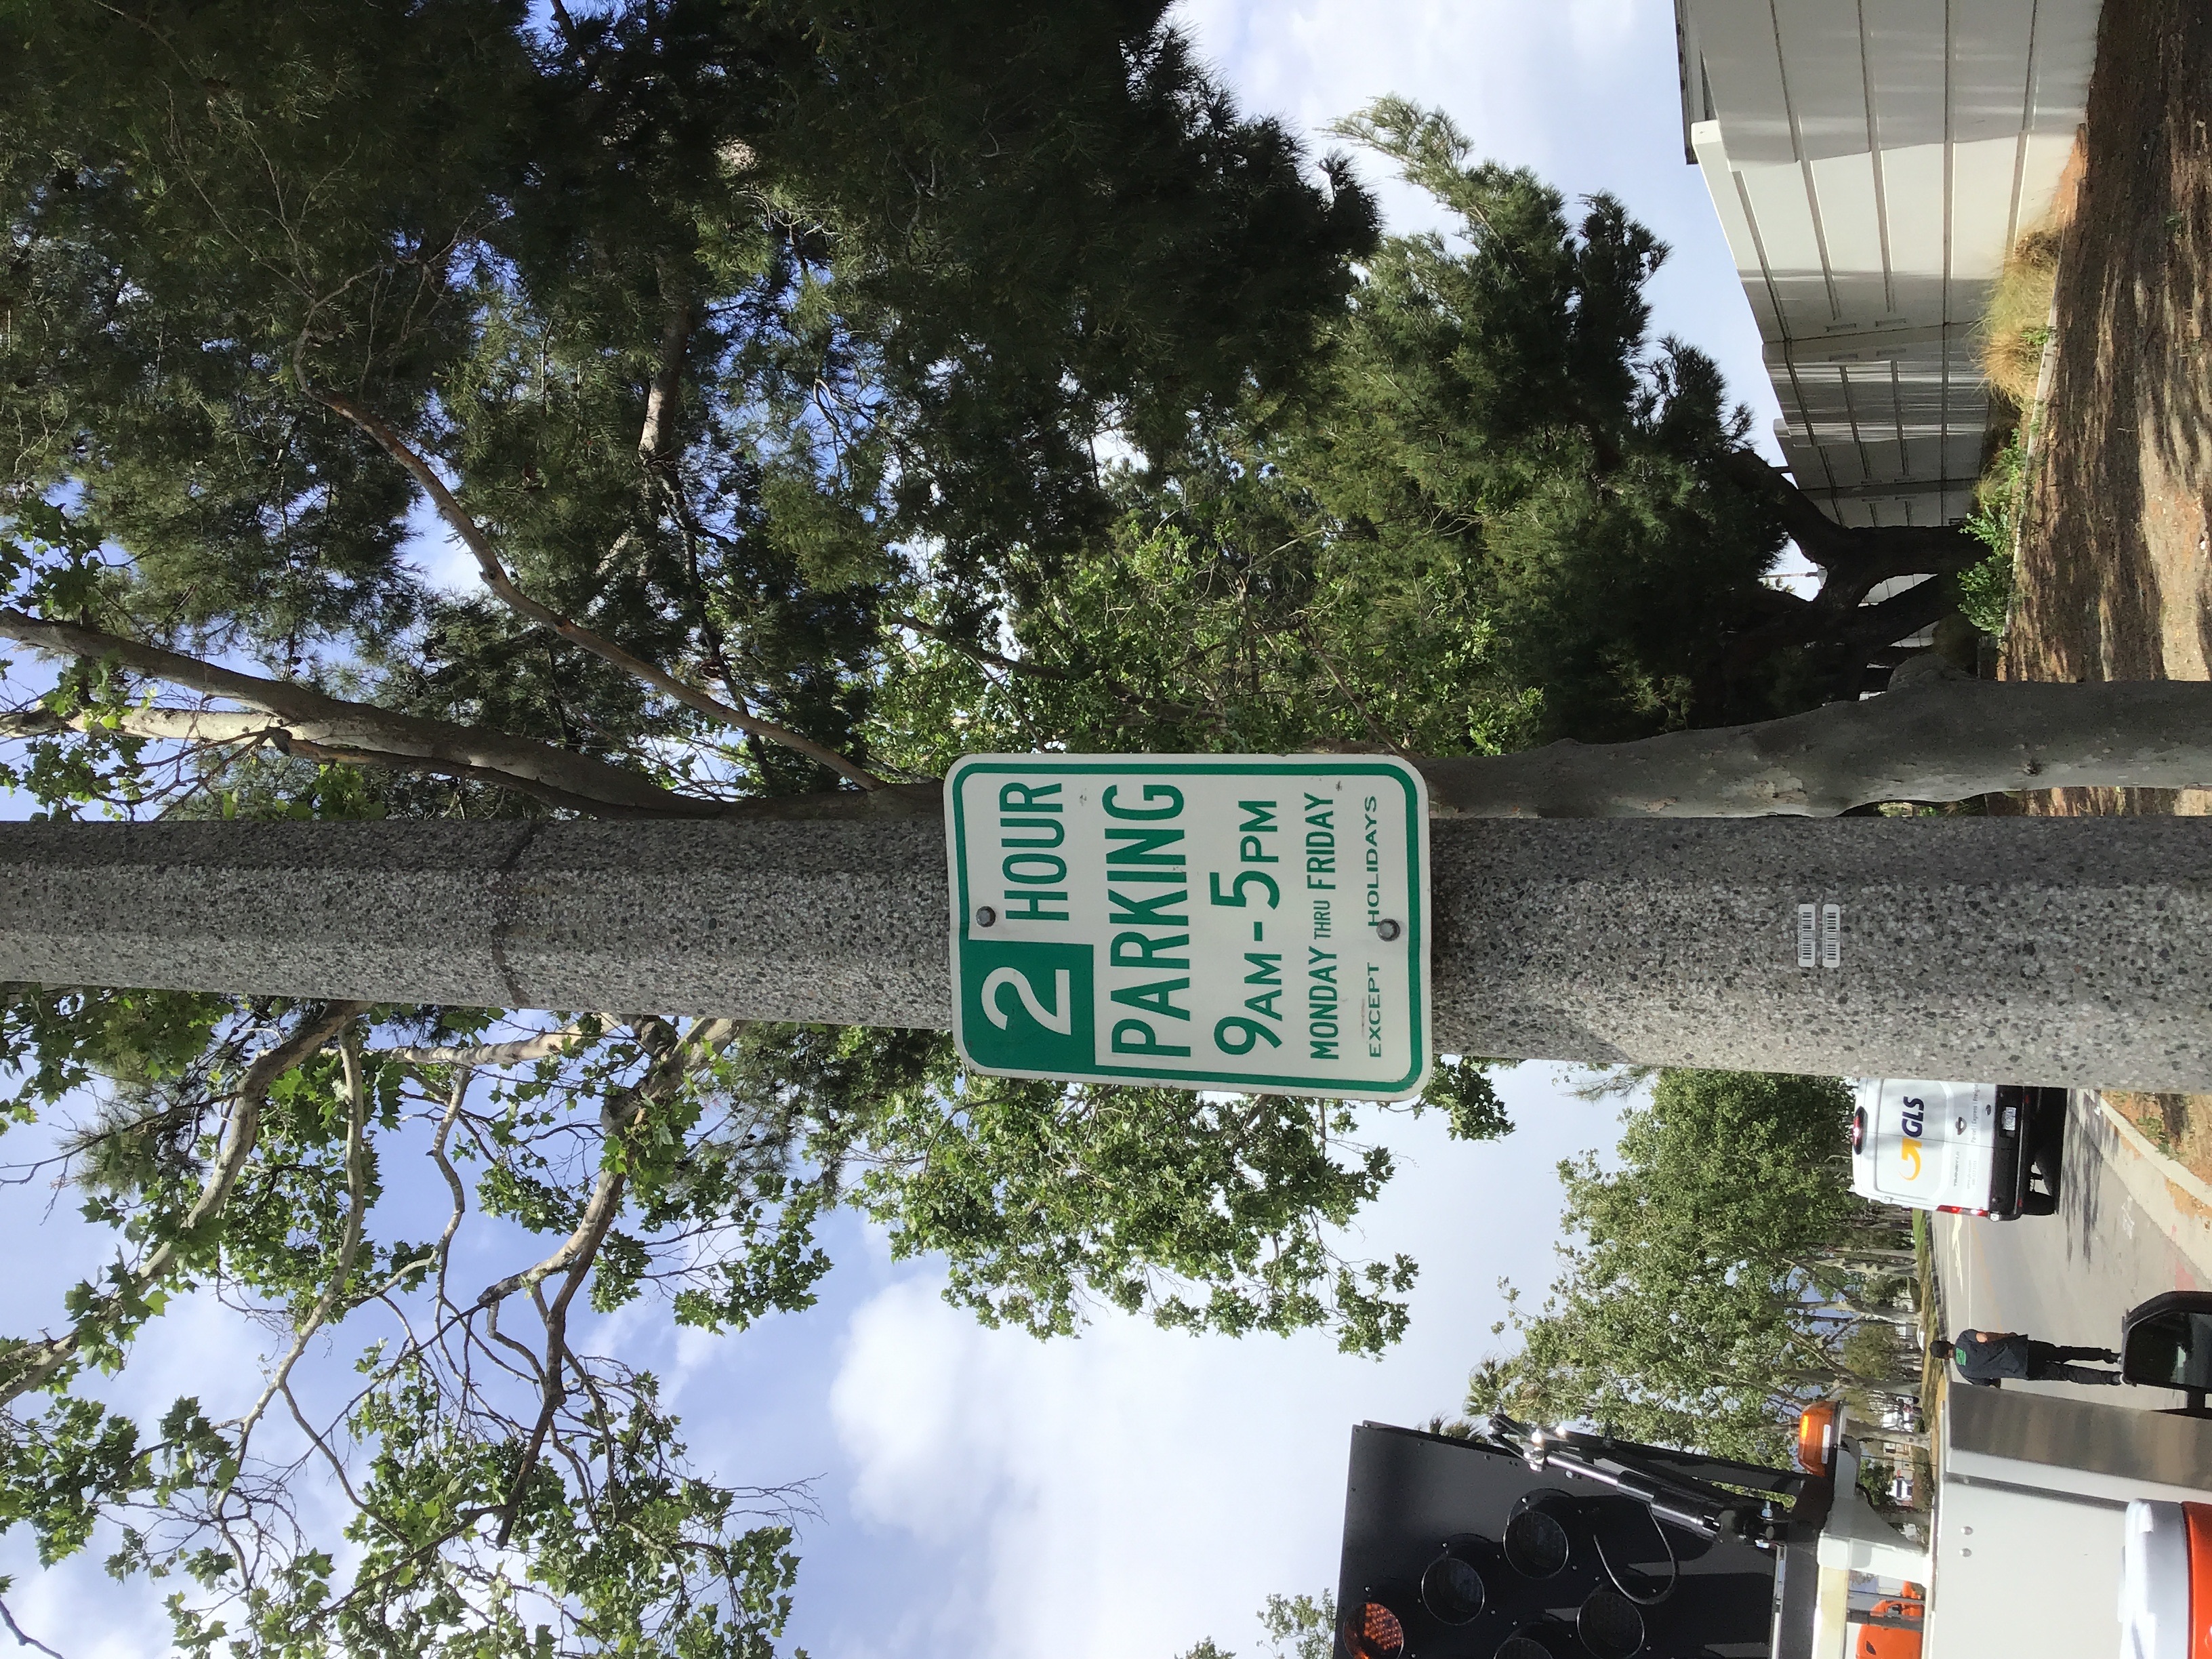 2 HOUR
PARKING
9AM-5PM
MONDAY THRU FRIDAY
EXCEPT HOLIDAYS
GLS